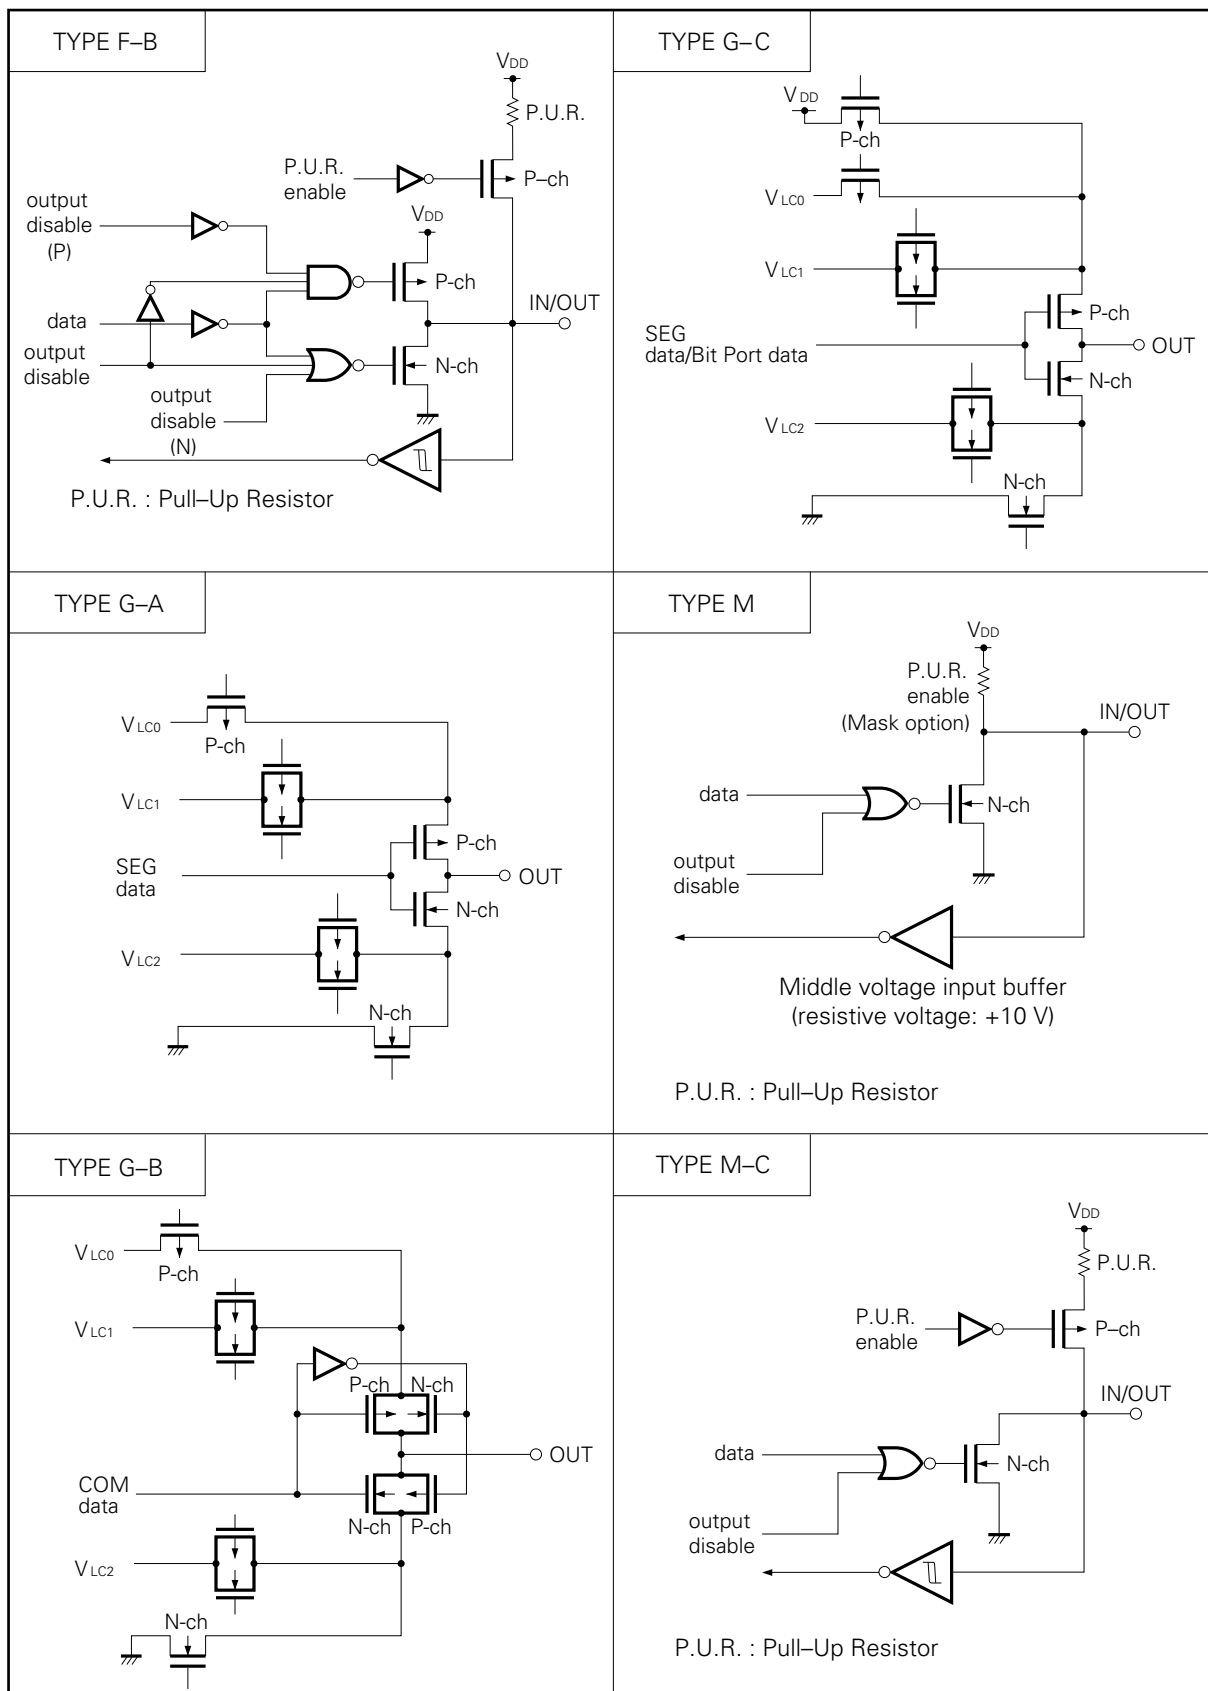 TYPE F–B
VDD
P.U.R.
P.U.R.
enable
P–ch
output
disable
(P)
VDD
P-ch
IN/OUT
data
output
disable
N-ch
output
disable
(N)
P.U.R. : Pull–Up Resistor
TYPE G–C
VDD
P-ch
VLC0
VLC1
P-ch
SEG
data/Bit Port data
OUT
N-ch
VLC2
N-ch
TYPE G–A
VLC0
P-ch
VLC1
P-ch
SEG
data
OUT
N-ch
VLC2
N-ch
TYPE M
VDD
P.U.R.
enable
(Mask option)
IN/OUT
data
N-ch
output
disable
Middle voltage input buffer
(resistive voltage: +10 V)
P.U.R. : Pull–Up Resistor
TYPE G–B
VLC0
P-ch
VLC1
P-ch N-ch
OUT
COM
data
N-ch P-ch
VLC2
N-ch
TYPE M–C
VDD
P.U.R.
P.U.R.
enable
P–ch
IN/OUT
data
N-ch
output
disable
P.U.R. : Pull–Up Resistor